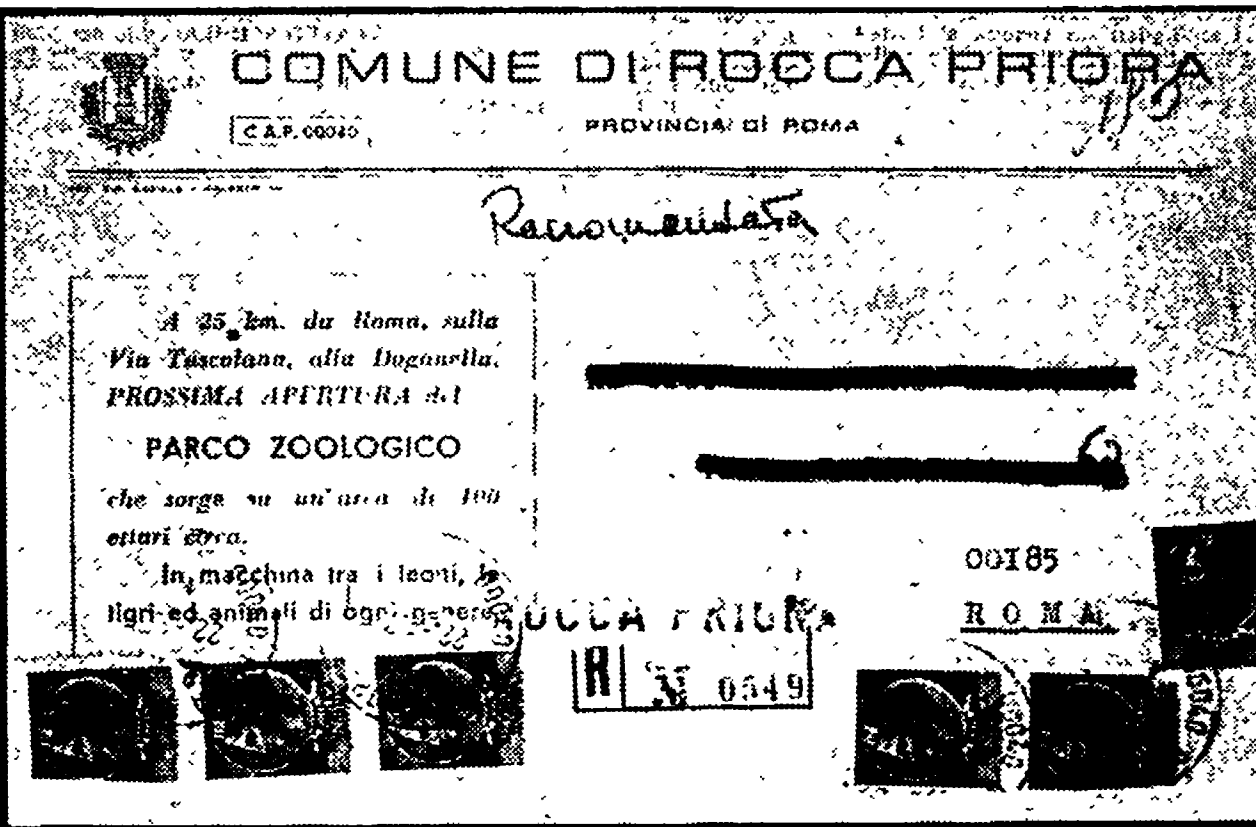 COMUNE DI ROCCA PRIORA
C.A.P. 00040
PROVINCIA DI ROMA
Raccomandata
A 25 km. da Roma, sulla
Via Tuscolana, alla Doganella,
PROSSIMA APERTURA del
PARCO ZOOLOGICO
che sorge su un'area di 100
ettari circa.
In macchina tra i leoni, le
tigri ed animali di ogni genere
00I85
R O M A
ROCCA PRIORA
R N 0549